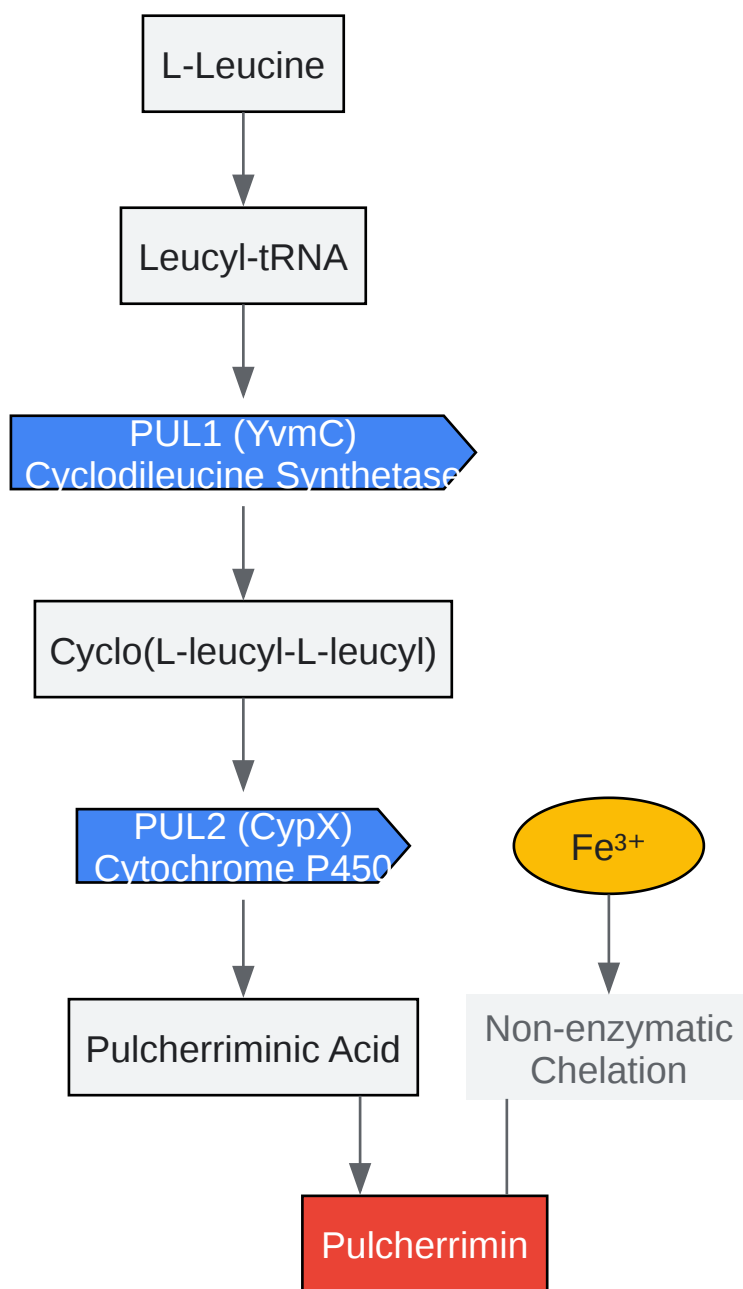 L-Leucine
Leucyl-tRNA
PUL1 (YvmC)
Cyclodileucine Synthetase
Cyclo(L-leucyl-L-leucyl)
PUL2 (CypX)
Cytochrome P450
Fe³⁺
Pulcherriminic Acid
Non-enzymatic
Chelation
Pulcherrimin